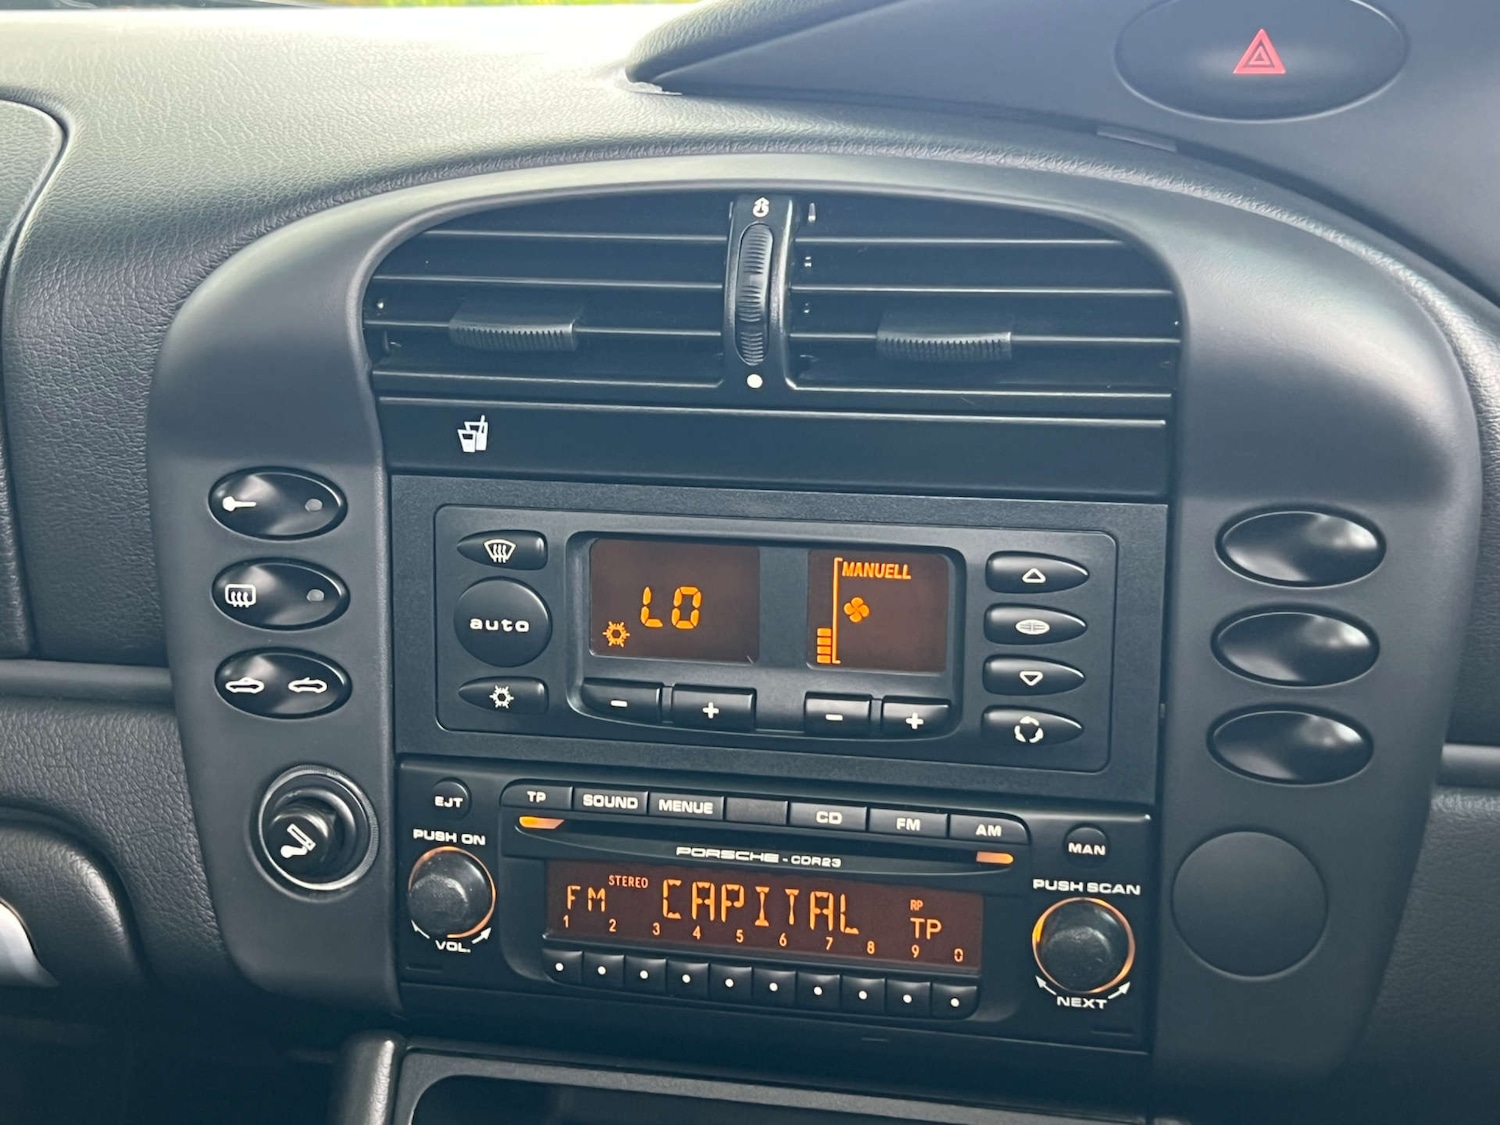 MANUELL
LO
auto
- + - +
EJT
TP SOUND MENUE CD FM AM
MAN
PUSH ON
PORSCHE - CDR23
PUSH SCAN
FM STEREO CAPITAL RP TP
1 2 3 4 5 6 7 8 9 0
VOL.
NEXT